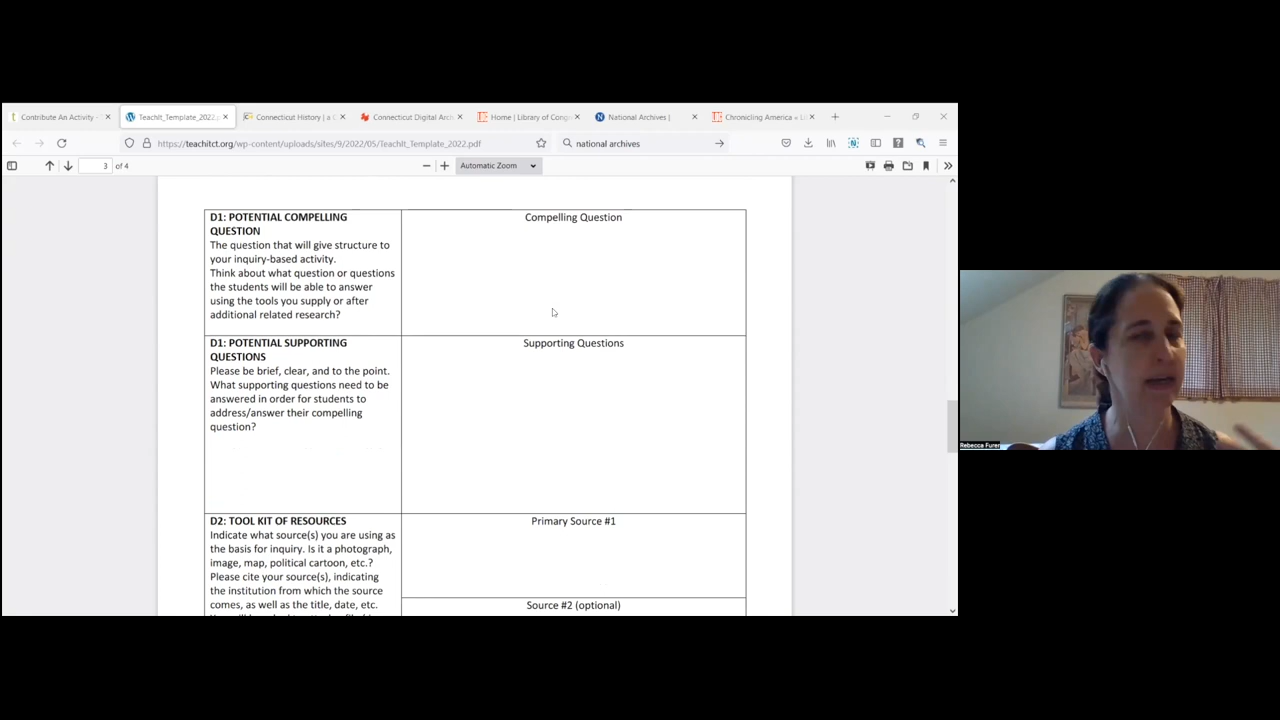 Contribute An Activity
TeachIt_Template_2022.p
Connecticut History | a C
Connecticut Digital Arc
Home | Library of Cong
National Archives |
Chronicling America « Li
https://teachitct.org/wp-content/uploads/sites/9/2022/05/TeachIt_Template_2022.pdf
national archives
3 of 4
Automatic Zoom
D1: POTENTIAL COMPELLING
QUESTION
The question that will give structure to
your inquiry-based activity.
Think about what question or questions
the students will be able to answer
using the tools you supply or after
additional related research?
Compelling Question
D1: POTENTIAL SUPPORTING
QUESTIONS
Please be brief, clear, and to the point.
What supporting questions need to be
answered in order for students to
address/answer their compelling
question?
Supporting Questions
D2: TOOL KIT OF RESOURCES
Indicate what source(s) you are using as
the basis for inquiry. Is it a photograph,
image, map, political cartoon, etc.?
Please cite your source(s), indicating
the institution from which the source
comes, as well as the title, date, etc.
Primary Source #1
Source #2 (optional)
Rebecca Furer